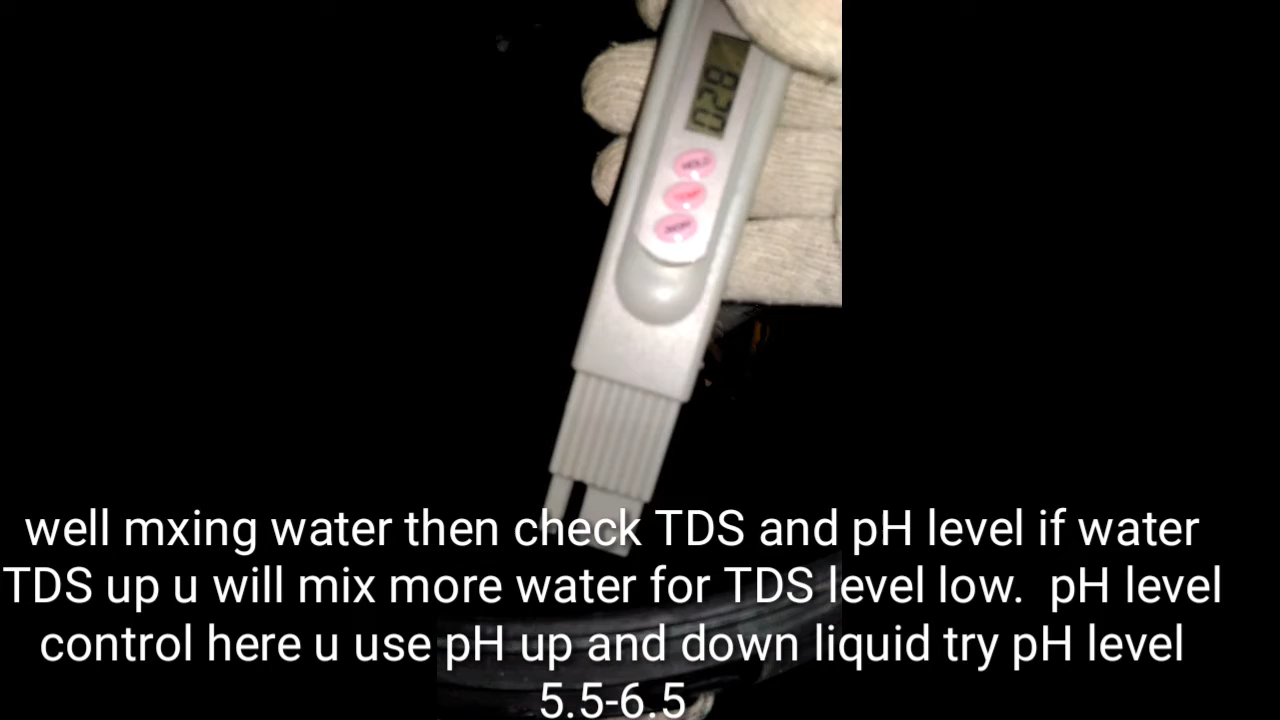 028
HOLD
well mxing water then check TDS and pH level if water
TDS up u will mix more water for TDS level low.  pH level
control here u use pH up and down liquid try pH level
5.5-6.5